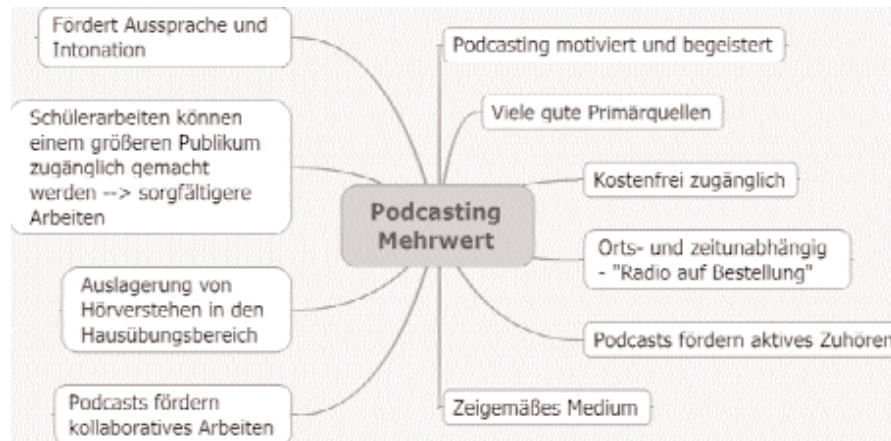 Fördert Aussprache und
Intonation
Schülerarbeiten können
einem größeren Publikum
zugänglich gemacht
werden --> sorgfältigere
Arbeiten
Auslagerung von
Hörverstehen in den
Hausübungsbereich
Podcasts fördern
kollaboratives Arbeiten
Podcasting
Mehrwert
Podcasting motiviert und begeistert
Viele gute Primärquellen
Kostenfrei zugänglich
Orts- und zeitunabhängig
- "Radio auf Bestellung"
Podcasts fördern aktives Zuhören
Zeigemäßes Medium